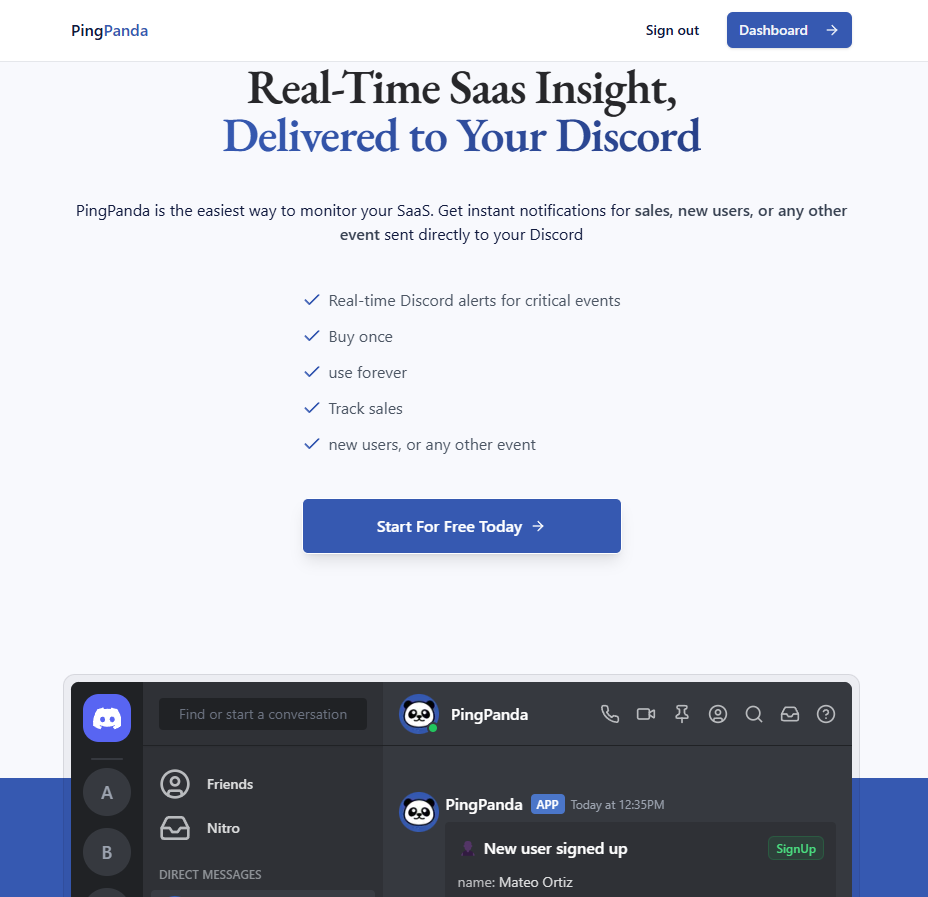 PingPanda
Sign out
Dashboard
Real-Time Saas Insight,
Delivered to Your Discord
PingPanda is the easiest way to monitor your SaaS. Get instant notifications for sales, new users, or any other
event sent directly to your Discord
Real-time Discord alerts for critical events
Buy once
use forever
Track sales
new users, or any other event
Start For Free Today
Find or start a conversation
PingPanda
A
Friends
PingPanda APP Today at 12:35PM
Nitro
B
New user signed up
SignUp
DIRECT MESSAGES
name: Mateo Ortiz